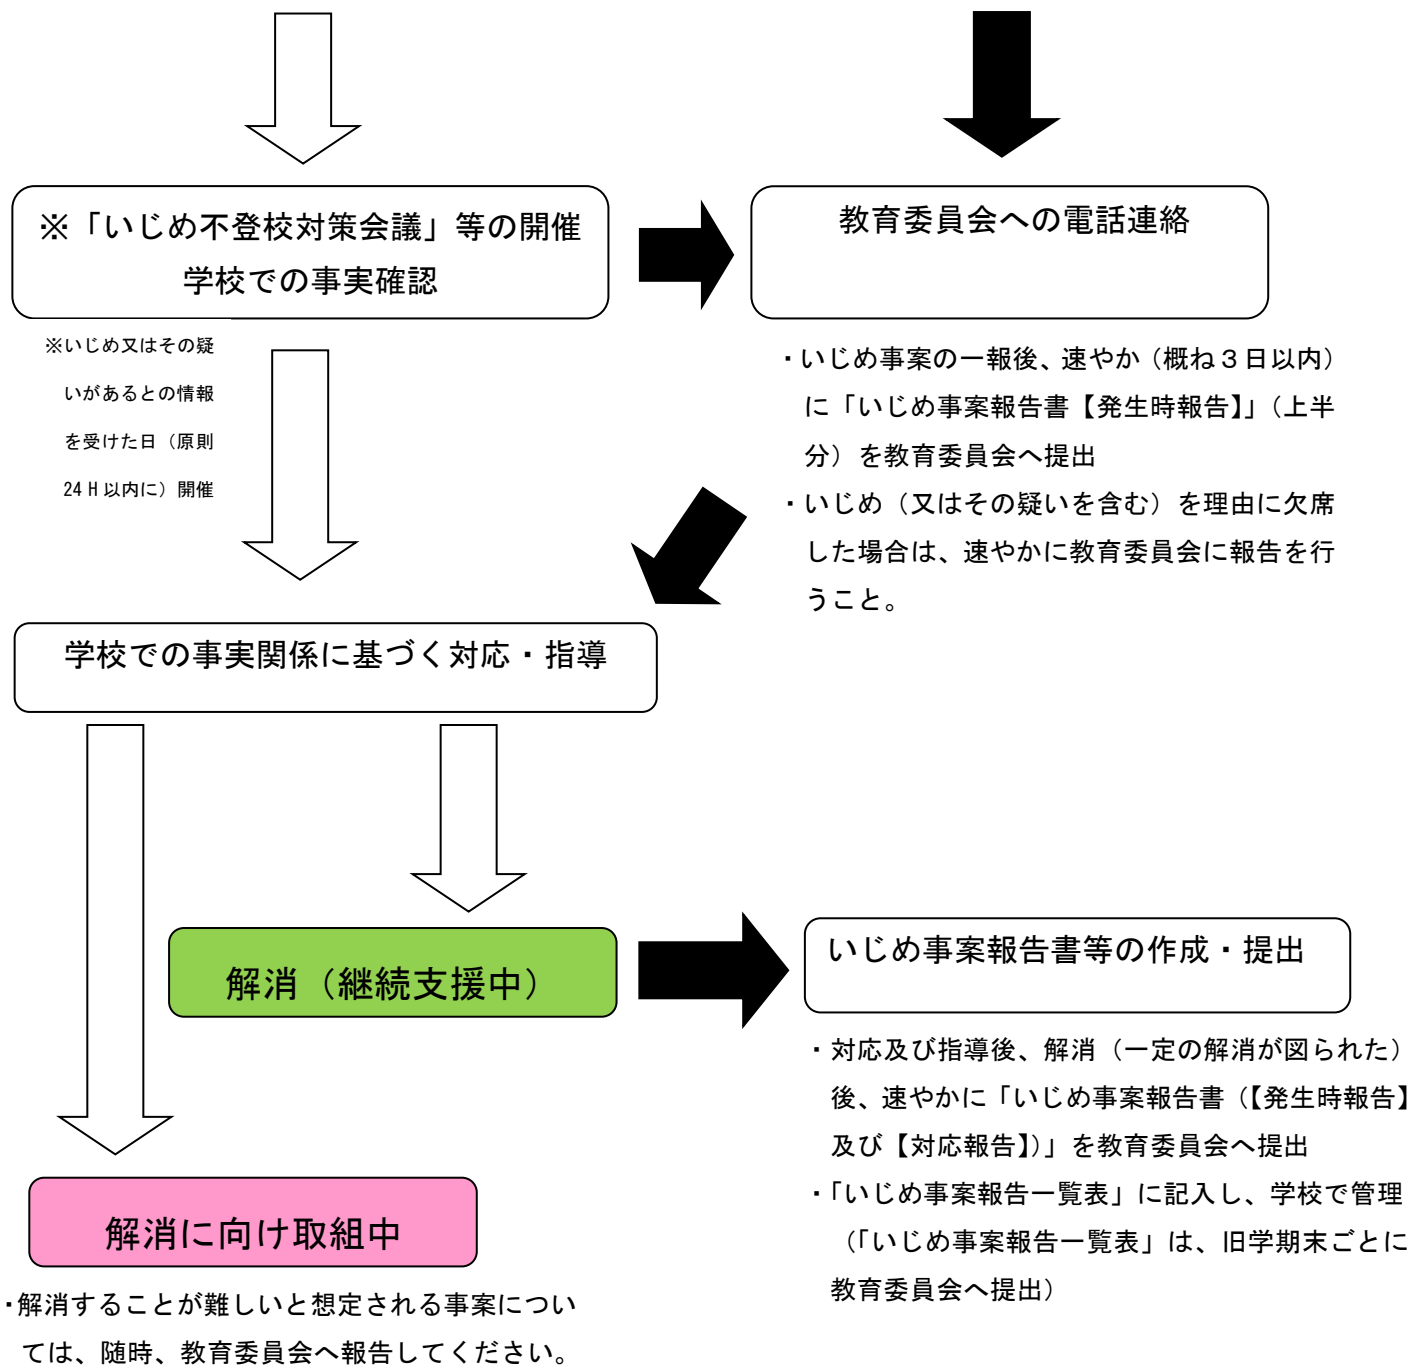 ※「いじめ不登校対策会議」等の開催
学校での事実確認
教育委員会への電話連絡
※いじめ又はその疑
いがあるとの情報
を受けた日（原則
24Ｈ以内に）開催
・いじめ事案の一報後、速やか（概ね３日以内）
に「いじめ事案報告書【発生時報告】」（上半
分）を教育委員会へ提出
・いじめ（又はその疑いを含む）を理由に欠席
した場合は、速やかに教育委員会に報告を行
うこと。
学校での事実関係に基づく対応・指導
解消（継続支援中）
いじめ事案報告書等の作成・提出
・対応及び指導後、解消（一定の解消が図られた）
後、速やかに「いじめ事案報告書（【発生時報告】
及び【対応報告】）」を教育委員会へ提出
・「いじめ事案報告一覧表」に記入し、学校で管理
（「いじめ事案報告一覧表」は、旧学期末ごとに
教育委員会へ提出）
解消に向け取組中
・解消することが難しいと想定される事案につい
ては、随時、教育委員会へ報告してください。